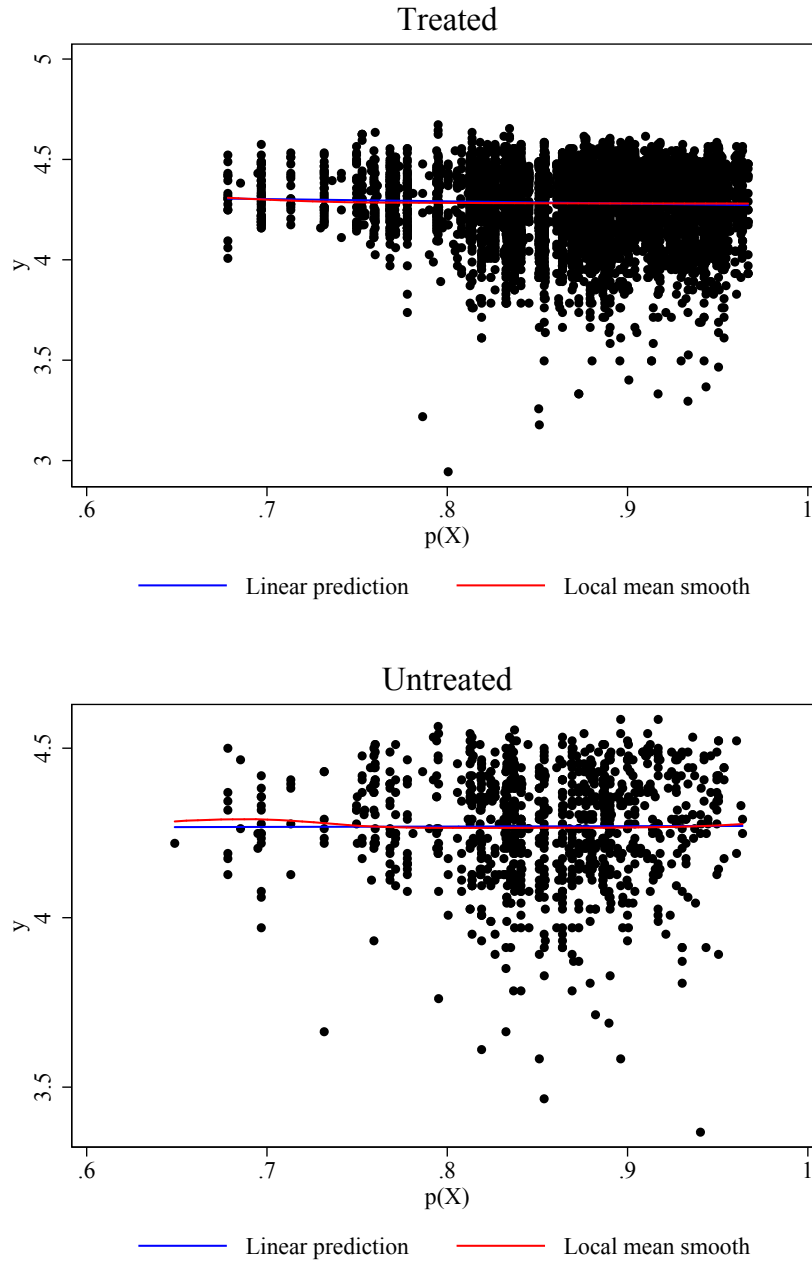 Treated
5
4.5
4
3.5
3
y
.6 .7 .8 .9 1
p(X)
Linear prediction Local mean smooth
Untreated
4.5
4
3.5
y
.6 .7 .8 .9 1
p(X)
Linear prediction Local mean smooth